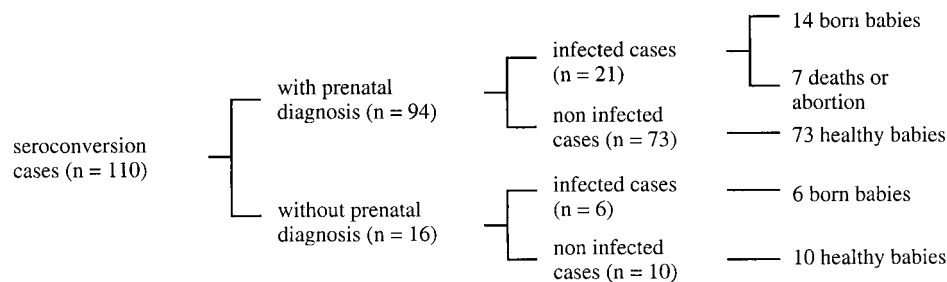 seroconversion
cases (n = 110)
with prenatal
diagnosis (n = 94)
infected cases
(n = 21)
14 born babies
7 deaths or
abortion
non infected
cases (n = 73)
73 healthy babies
without prenatal
diagnosis (n = 16)
infected cases
(n = 6)
6 born babies
non infected
cases (n = 10)
10 healthy babies